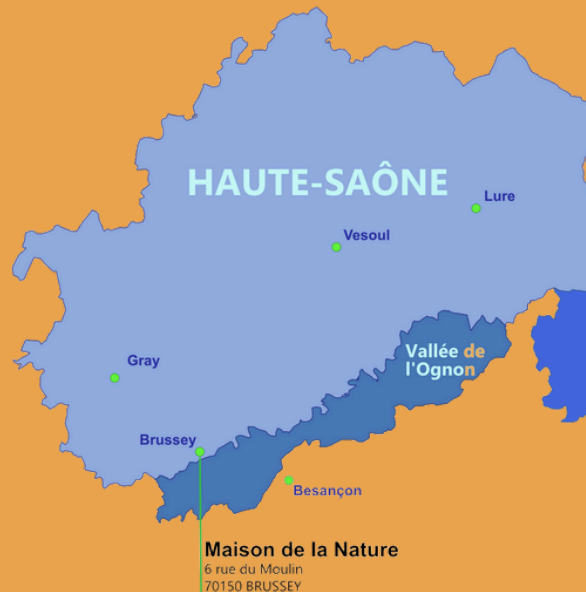 HAUTE-SAÔNE
Lure
Vesoul
Vallée de
l'Ognon
Gray
Brussey
Besançon
Maison de la Nature
6 rue du Moulin
70150 BRUSSEY